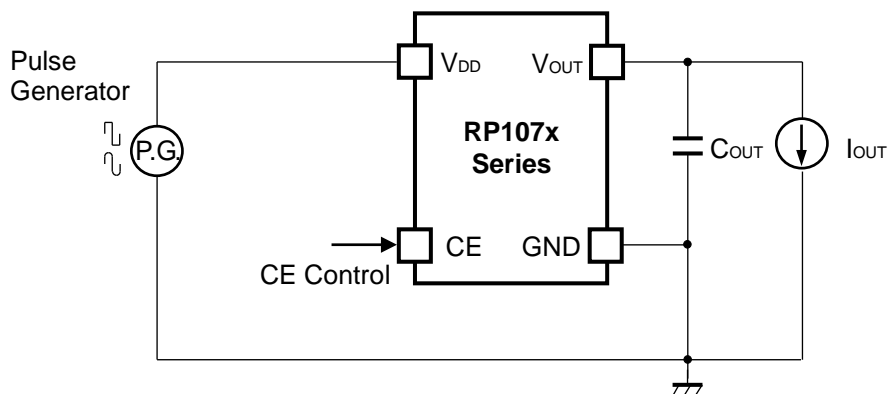 Pulse
Generator
P.G.
VDD
VOUT
RP107x
Series
COUT
IOUT
CE
GND
CE Control